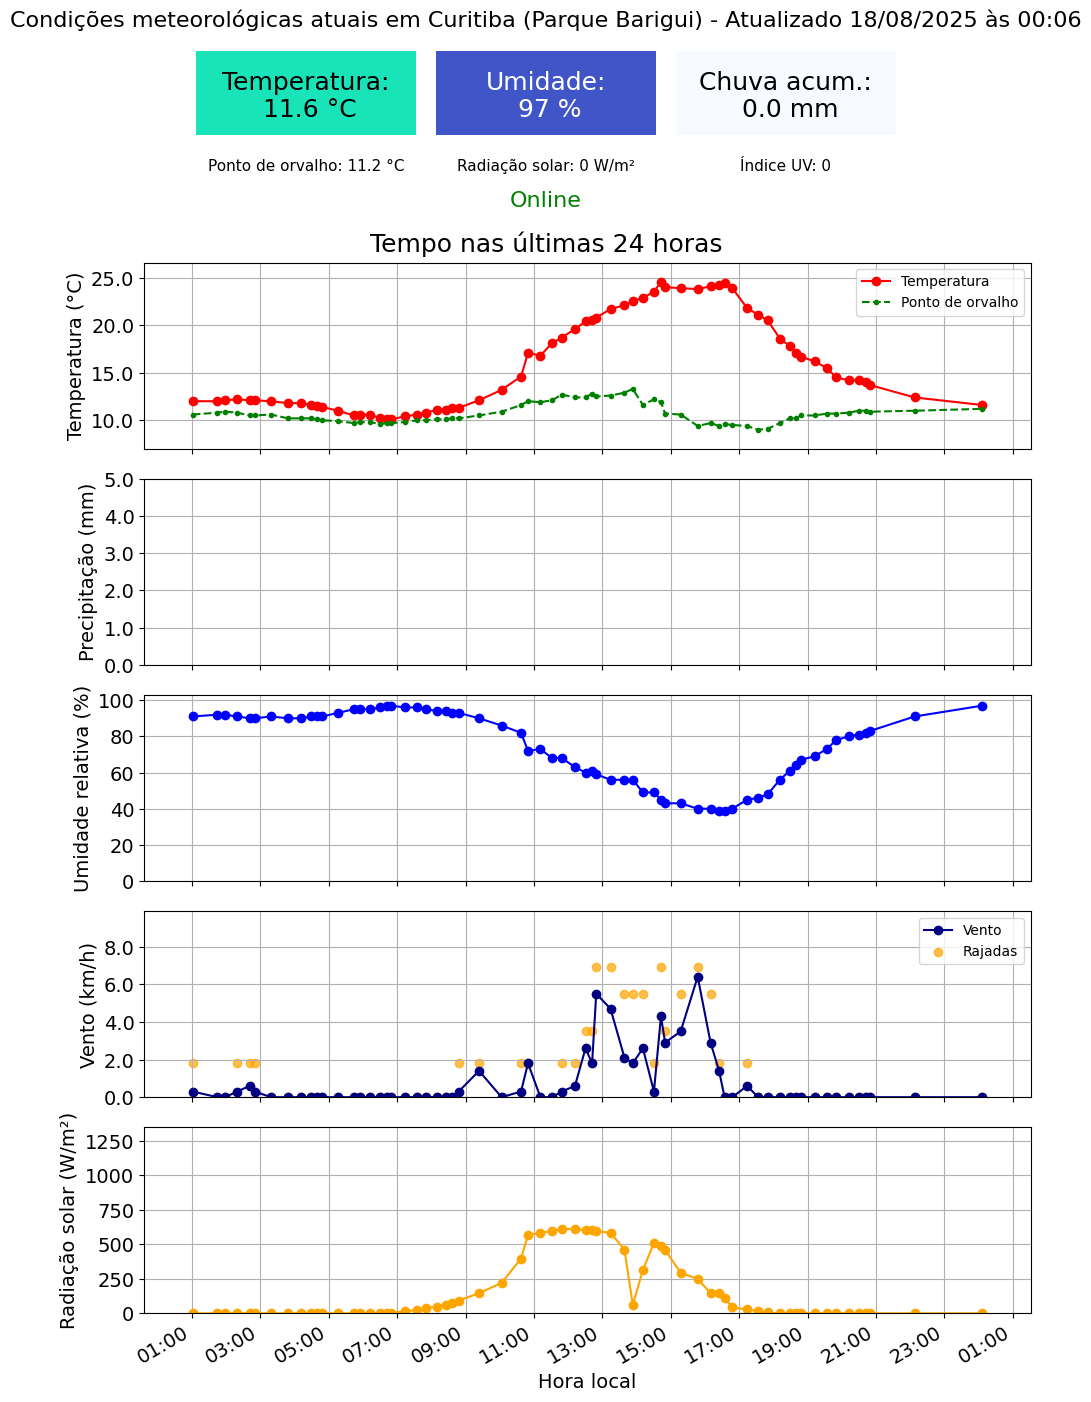 Condições meteorológicas atuais em Curitiba (Parque Barigui) - Atualizado 18/08/2025 às 00:06
Temperatura:
11.6 °C
Umidade:
97 %
Chuva acum.:
0.0 mm
Ponto de orvalho: 11.2 °C
Radiação solar: 0 W/m²
Índice UV: 0
Online
Tempo nas últimas 24 horas
Temperatura (°C)
25.0
20.0
15.0
10.0
Temperatura
Ponto de orvalho
Precipitação (mm)
5.0
4.0
3.0
2.0
1.0
0.0
Umidade relativa (%)
100
80
60
40
20
0
Vento (km/h)
8.0
6.0
4.0
2.0
0.0
Vento
Rajadas
Radiação solar (W/m²)
1250
1000
750
500
250
0
01:00
03:00
05:00
07:00
09:00
11:00
13:00
15:00
17:00
19:00
21:00
23:00
01:00
Hora local